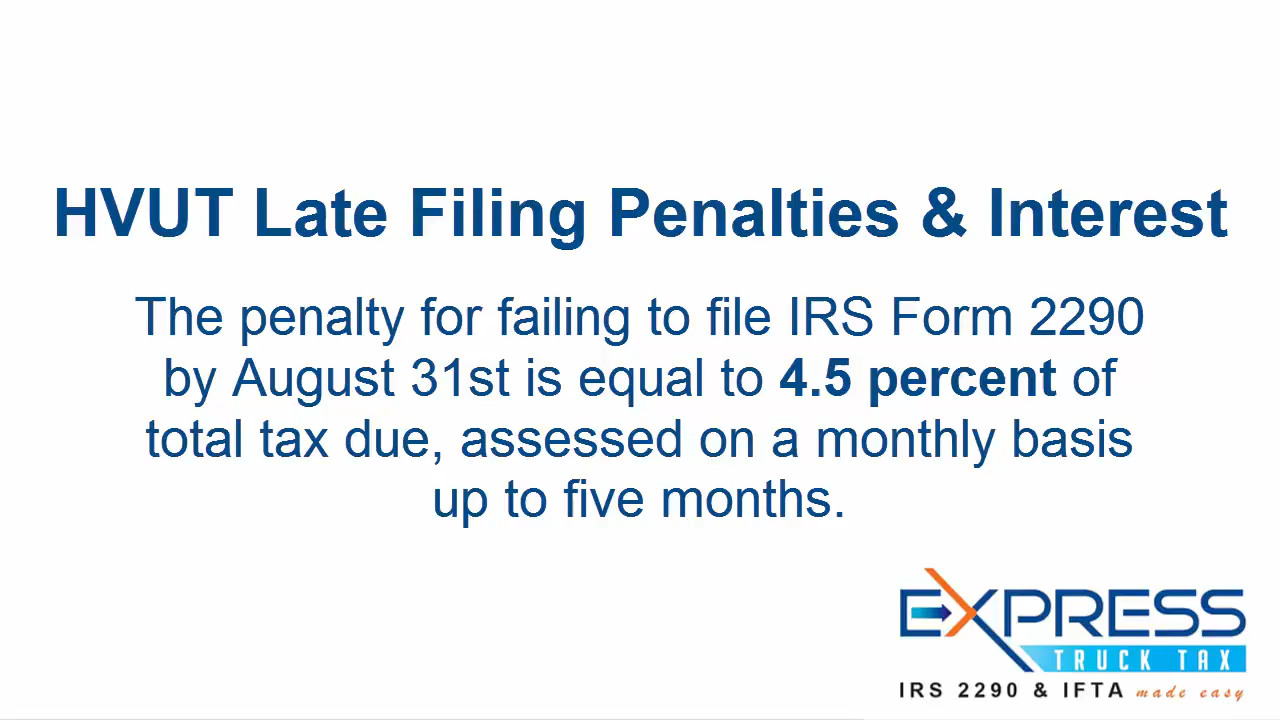 HVUT Late Filing Penalties & Interest
The penalty for failing to file IRS Form 2290
by August 31st is equal to 4.5 percent of
total tax due, assessed on a monthly basis
up to five months.
EXPRESS
TRUCK TAX
IRS 2290 & IFTA made easy